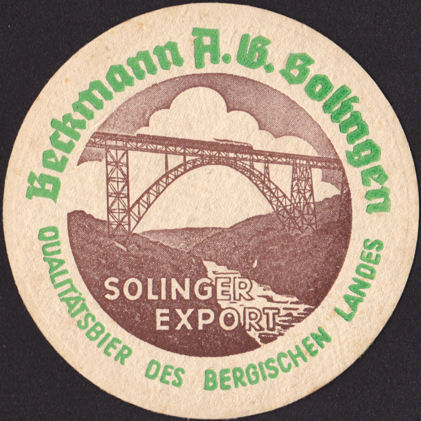 Beckmann A.G. Solingen
SOLINGER
EXPORT
QUALITÄTSBIER DES BERGISCHEN LANDES